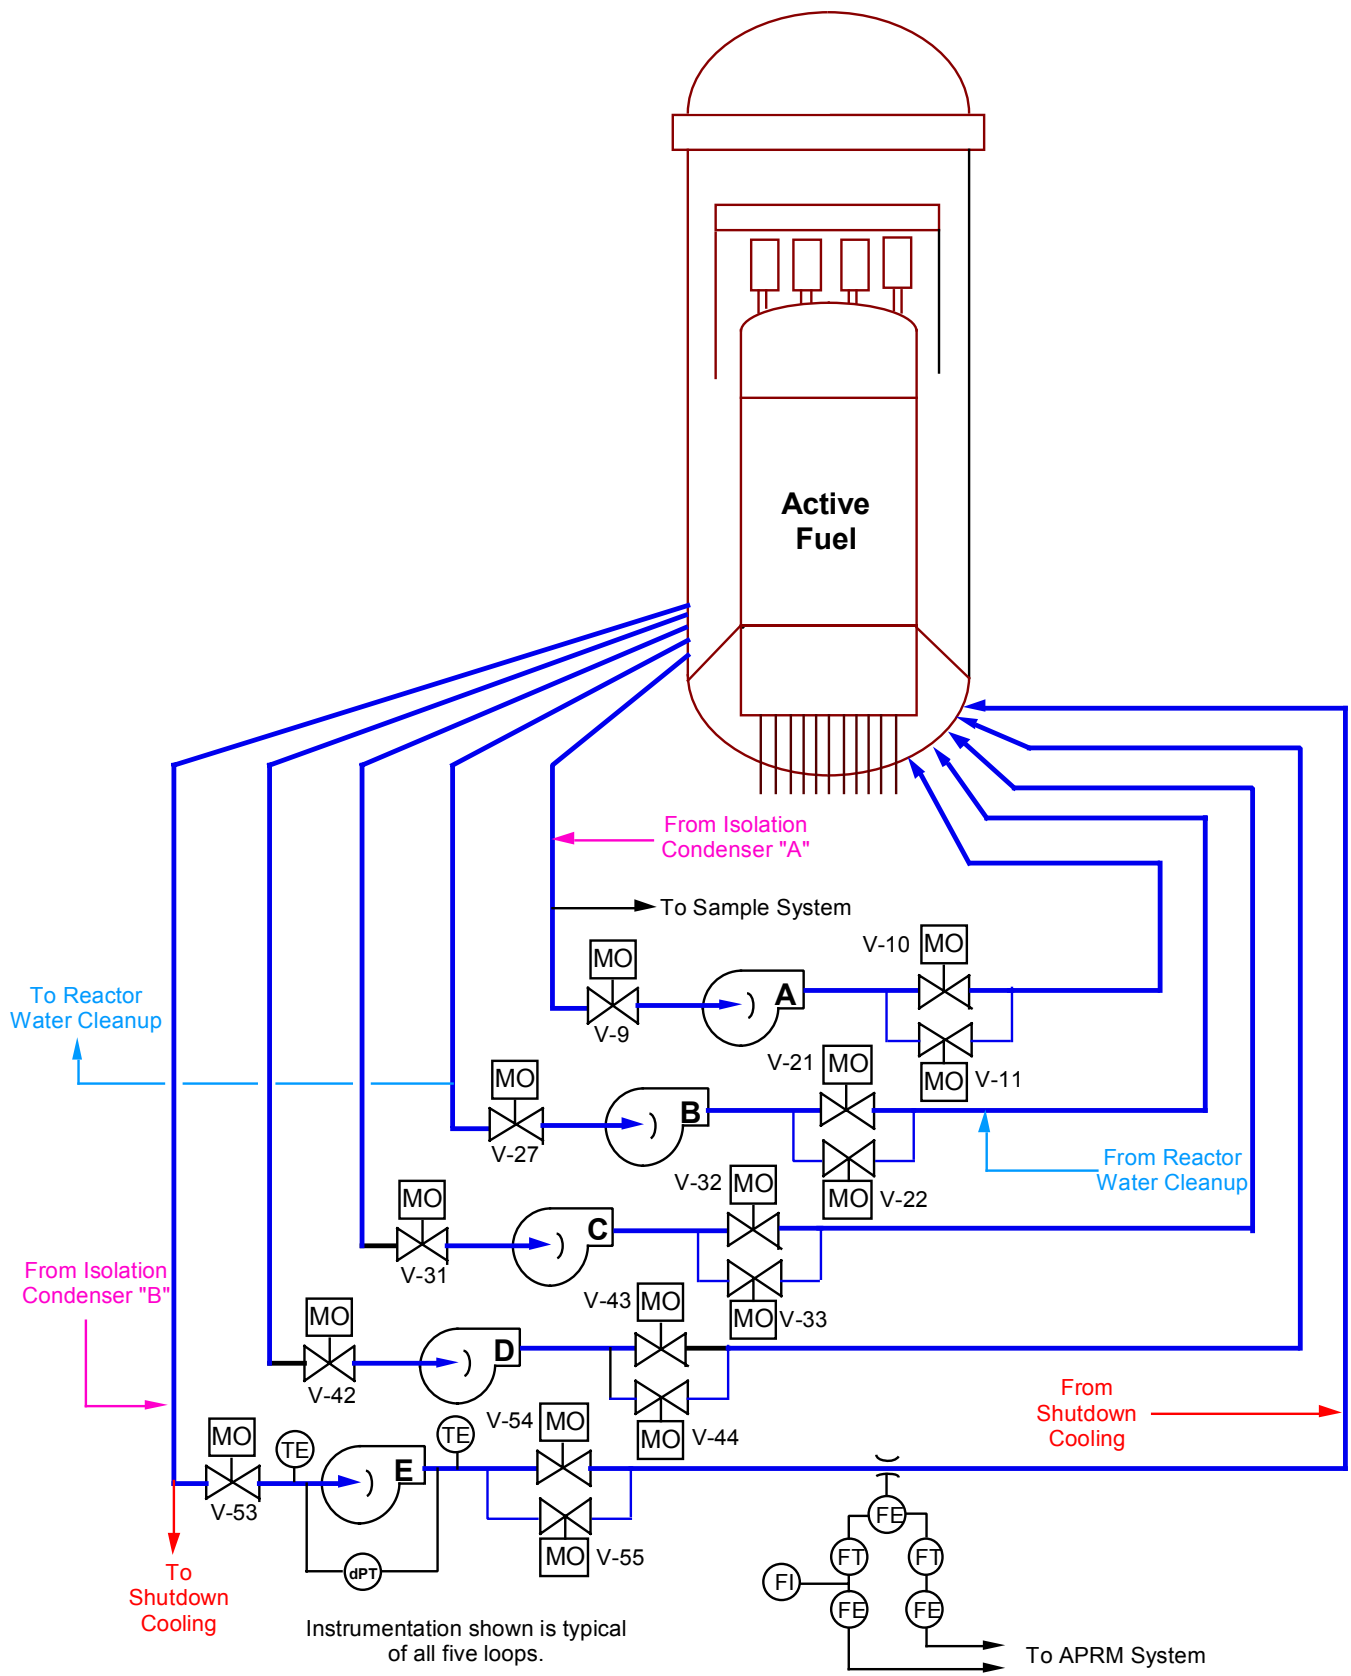 Active
Fuel
From Isolation
Condenser "A"
To Sample System
V-10
MO
MO
To Reactor
Water Cleanup
A
V-9
V-21
MO
MO
V-11
MO
B
V-27
From Reactor
Water Cleanup
V-32
MO
MO
V-22
MO
C
From Isolation
Condenser "B"
V-31
V-43
MO
MO
V-33
MO
D
V-42
From
Shutdown
Cooling
V-54
MO
MO
V-44
MO
TE
TE
E
V-53
FE
MO
V-55
FT
FT
To
Shutdown
Cooling
dPT
FI
FE
FE
Instrumentation shown is typical
of all five loops.
To APRM System